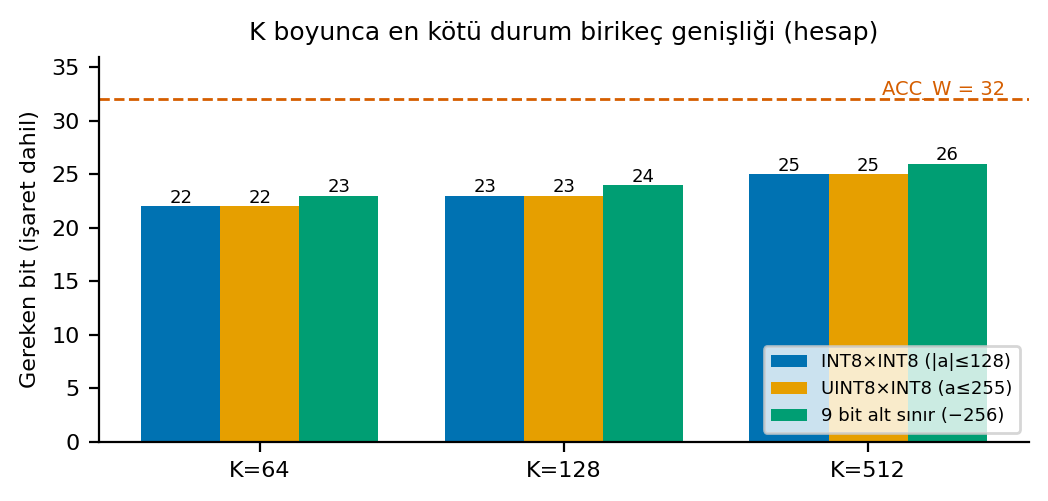 K boyunca en kötü durum birikeç genişliği (hesap)
Gereken bit (işaret dahil)
35
30
25
20
15
10
5
0
ACC_W = 32
22 22 23
23 23 24
25 25 26
INT8×INT8 (|a|≤128)
UINT8×INT8 (a≤255)
9 bit alt sınır (−256)
K=64 K=128 K=512